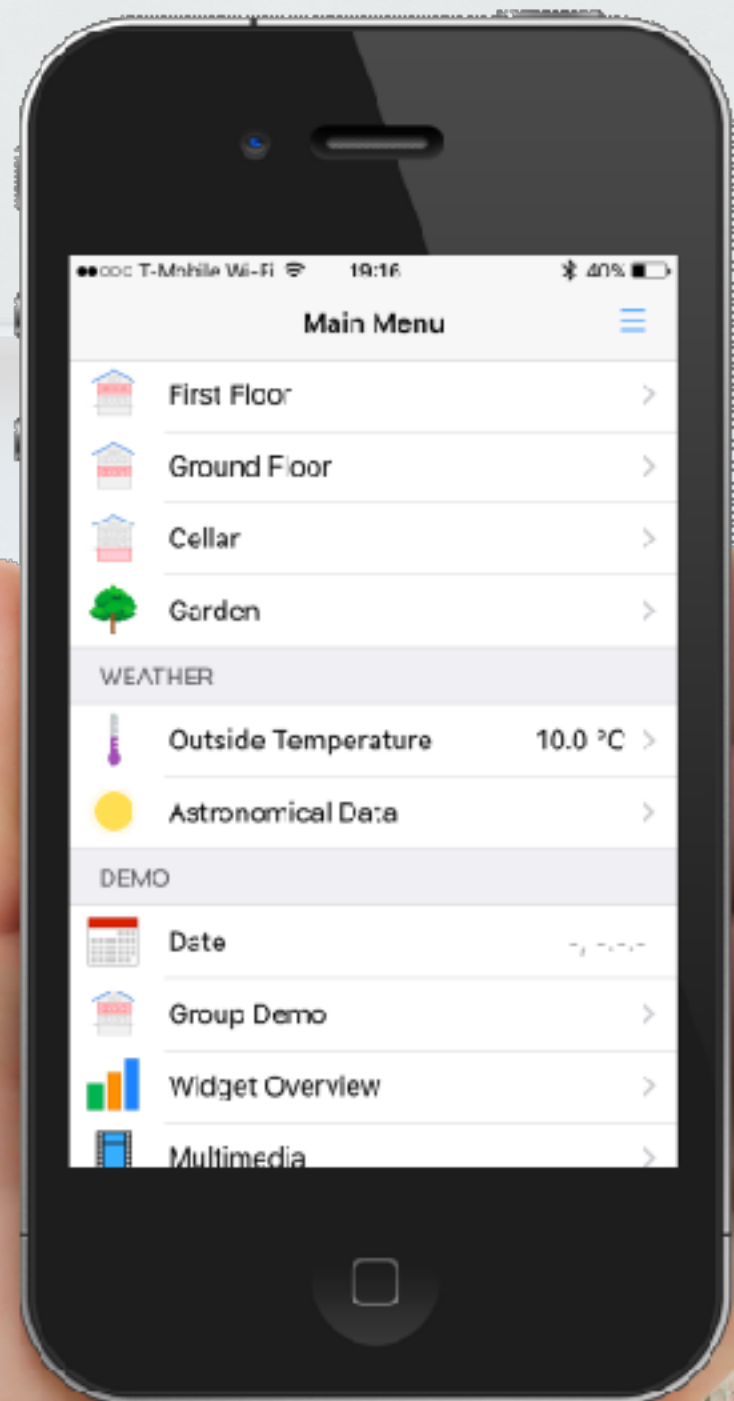 T-Mobile Wi-Fi 19:16 40%
Main Menu
First Floor
Ground Floor
Cellar
Garden
WEATHER
Outside Temperature 10.0 °C
Astronomical Data
DEMO
Date -, -.-.-
Group Demo
Widget Overview
Multimedia